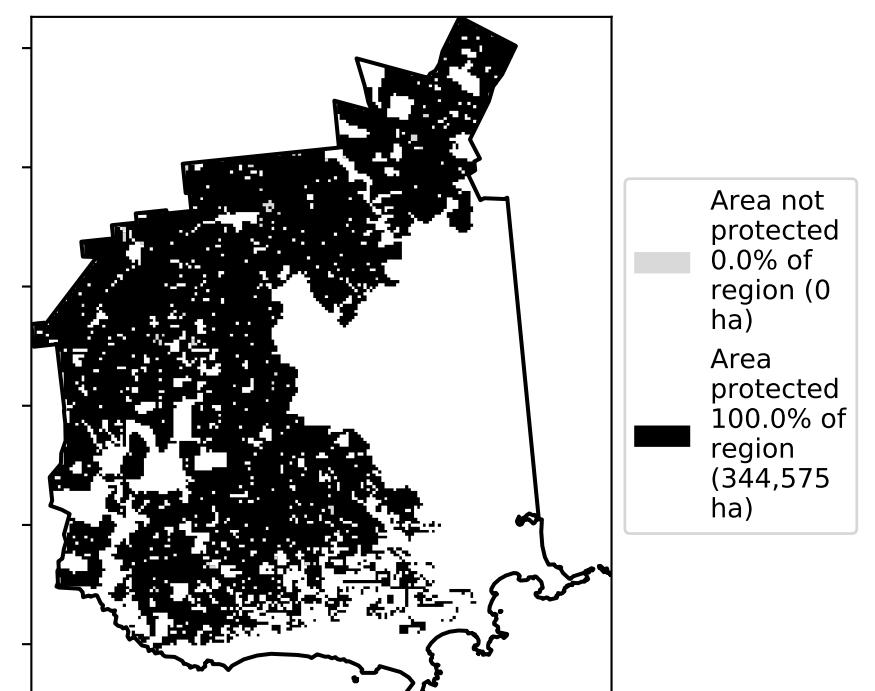 Area not
protected
0.0% of
region (0
ha)
Area
protected
100.0% of
region
(344,575
ha)